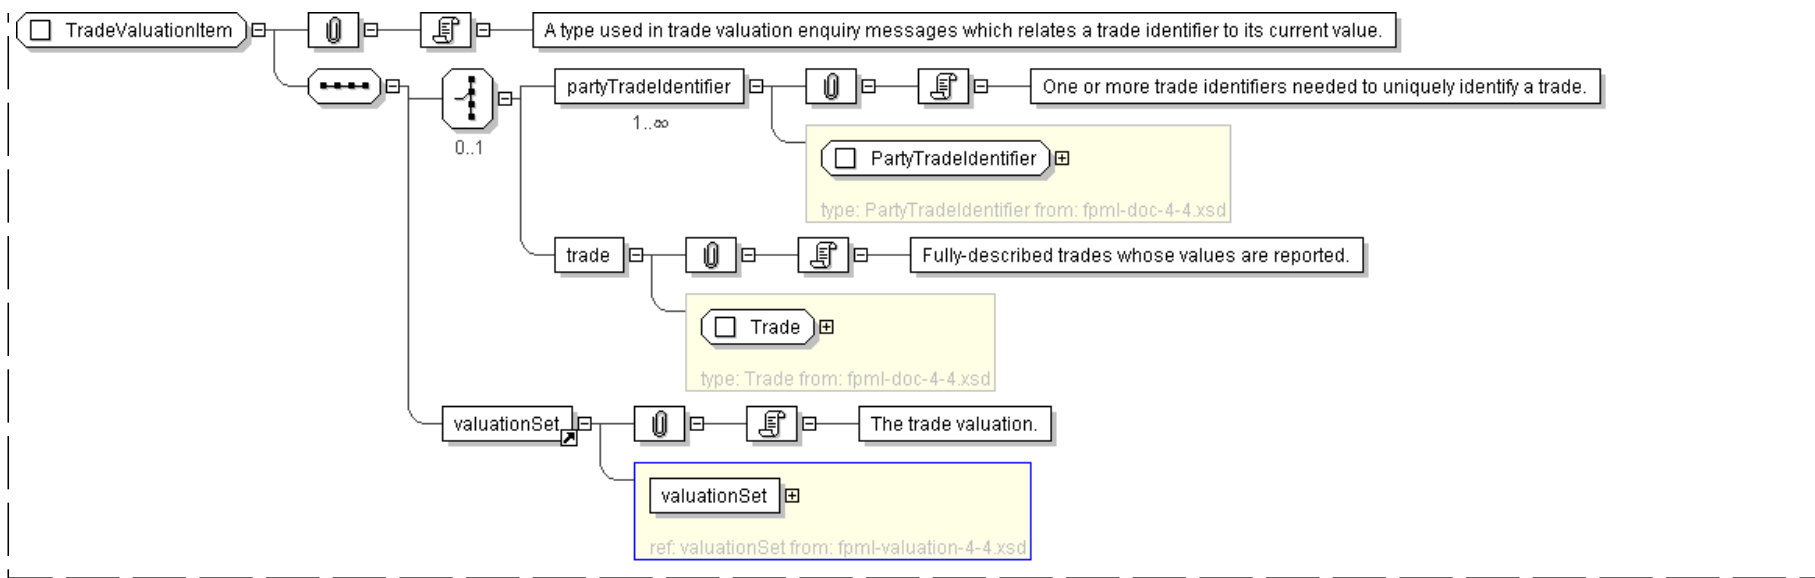 TradeValuationItem
A type used in trade valuation enquiry messages which relates a trade identifier to its current value.
partyTradeIdentifier
One or more trade identifiers needed to uniquely identify a trade.
1..∞
0..1
PartyTradeIdentifier
type: PartyTradeIdentifier from: fpml-doc-4-4.xsd
trade
Fully-described trades whose values are reported.
Trade
type: Trade from: fpml-doc-4-4.xsd
valuationSet
The trade valuation.
valuationSet
ref: valuationSet from: fpml-valuation-4-4.xsd